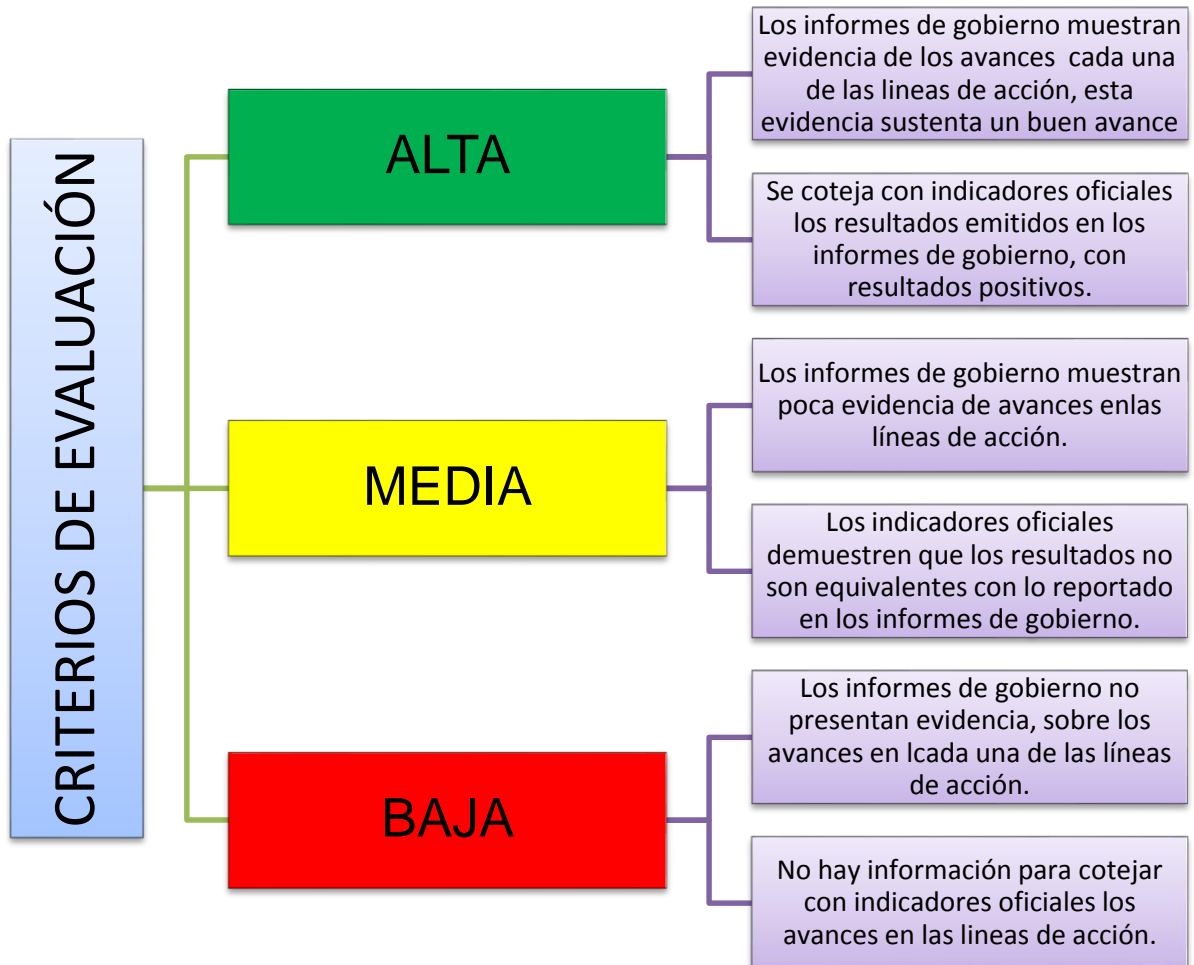 CRITERIOS DE EVALUACIÓN
ALTA
Los informes de gobierno muestran
evidencia de los avances cada una
de las lineas de acción, esta
evidencia sustenta un buen avance
Se coteja con indicadores oficiales
los resultados emitidos en los
informes de gobierno, con
resultados positivos.
MEDIA
Los informes de gobierno muestran
poca evidencia de avances enlas
líneas de acción.
Los indicadores oficiales
demuestren que los resultados no
son equivalentes con lo reportado
en los informes de gobierno.
BAJA
Los informes de gobierno no
presentan evidencia, sobre los
avances en lcada una de las líneas
de acción.
No hay información para cotejar
con indicadores oficiales los
avances en las lineas de acción.